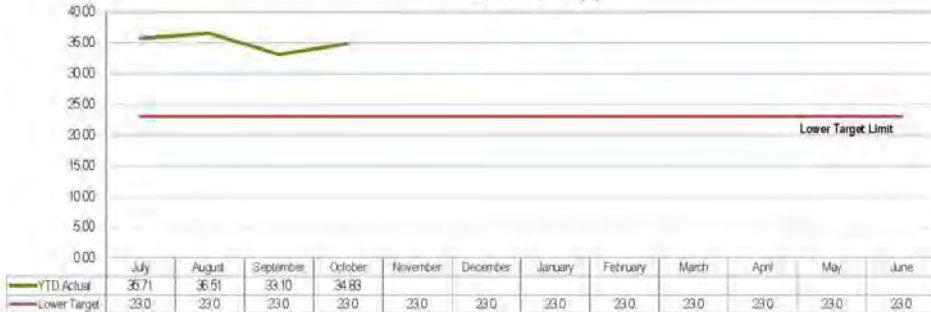 40.00
35.00
30.00
25.00
20.00
15.00
10.00
5.00
0.00
Lower Target Limit
July August September October November December January February March April May June
YTD Actual 35.71 36.51 33.10 34.83
Lower Target 23.0 23.0 23.0 23.0 23.0 23.0 23.0 23.0 23.0 23.0 23.0 23.0